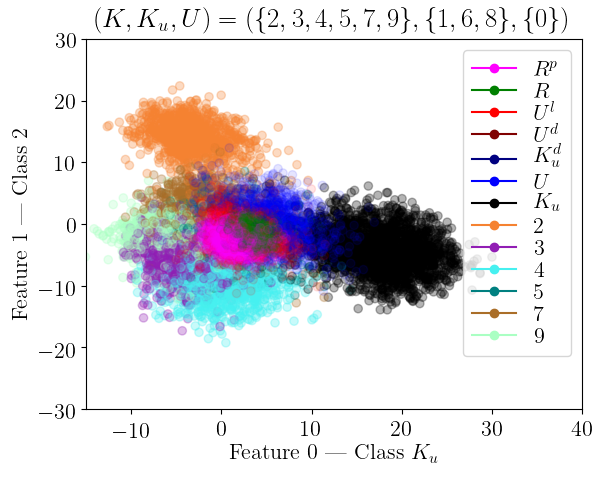 (K, K_u, U) = ({2, 3, 4, 5, 7, 9}, {1, 6, 8}, {0})
30
20
10
0
−10
−20
−30
Feature 1 — Class 2
R^p
R
U^l
U^d
K_u^d
U
K_u
2
3
4
5
7
9
−10
0
10
20
30
40
Feature 0 — Class K_u